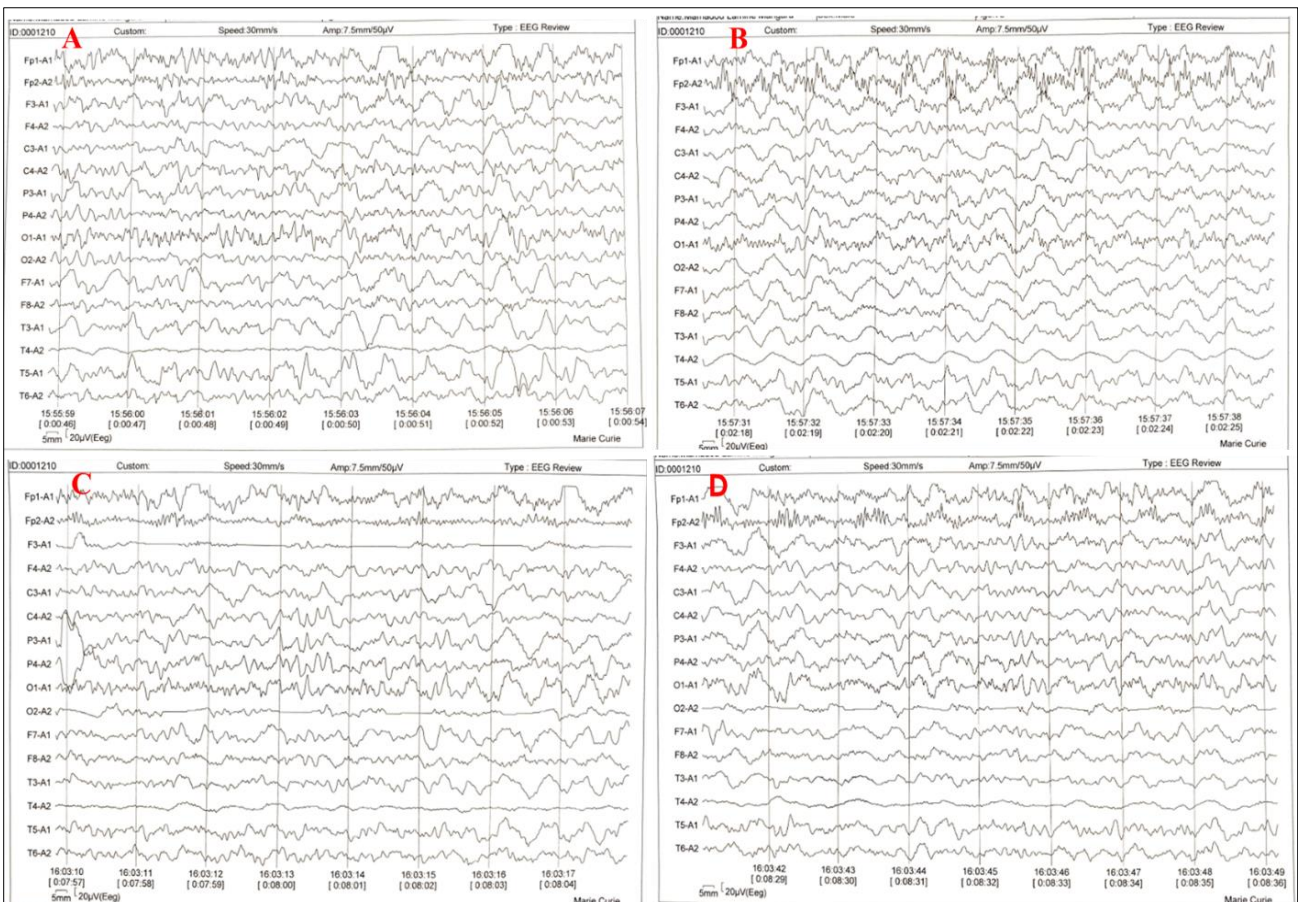 ID:0001210 Custom: Speed:30mm/s Amp:7.5mm/50µV Type : EEG Review
A
Fp1-A1
Fp2-A2
F3-A1
F4-A2
C3-A1
C4-A2
P3-A1
P4-A2
O1-A1
O2-A2
F7-A1
F8-A2
T3-A1
T4-A2
T5-A1
T6-A2
15:55:59 15:56:00 15:56:01 15:56:02 15:56:03 15:56:04 15:56:05 15:56:06 15:56:07
[ 0:00:46] [ 0:00:47] [ 0:00:48] [ 0:00:49] [ 0:00:50] [ 0:00:51] [ 0:00:52] [ 0:00:53] [ 0:00:54]
5mm 20µV(Eeg)
Marie Curie
ID:0001210 Custom: Speed:30mm/s Amp:7.5mm/50µV Type : EEG Review
B
Fp1-A1
Fp2-A2
F3-A1
F4-A2
C3-A1
C4-A2
P3-A1
P4-A2
O1-A1
O2-A2
F7-A1
F8-A2
T3-A1
T4-A2
T5-A1
T6-A2
15:57:31 15:57:32 15:57:33 15:57:34 15:57:35 15:57:36 15:57:37 15:57:38
[ 0:02:18] [ 0:02:19] [ 0:02:20] [ 0:02:21] [ 0:02:22] [ 0:02:23] [ 0:02:24] [ 0:02:25]
5mm 20µV(Eeg)
Marie Curie
ID:0001210 Custom: Speed:30mm/s Amp:7.5mm/50µV Type : EEG Review
C
Fp1-A1
Fp2-A2
F3-A1
F4-A2
C3-A1
C4-A2
P3-A1
P4-A2
O1-A1
O2-A2
F7-A1
F8-A2
T3-A1
T4-A2
T5-A1
T6-A2
16:03:10 16:03:11 16:03:12 16:03:13 16:03:14 16:03:15 16:03:16 16:03:17
[ 0:07:57] [ 0:07:58] [ 0:07:59] [ 0:08:00] [ 0:08:01] [ 0:08:02] [ 0:08:03] [ 0:08:04]
5mm 20µV(Eeg)
Marie Curie
ID:0001210 Custom: Speed:30mm/s Amp:7.5mm/50µV Type : EEG Review
D
Fp1-A1
Fp2-A2
F3-A1
F4-A2
C3-A1
C4-A2
P3-A1
P4-A2
O1-A1
O2-A2
F7-A1
F8-A2
T3-A1
T4-A2
T5-A1
T6-A2
16:03:42 16:03:43 16:03:44 16:03:45 16:03:46 16:03:47 16:03:48 16:03:49
[ 0:08:29] [ 0:08:30] [ 0:08:31] [ 0:08:32] [ 0:08:33] [ 0:08:34] [ 0:08:35] [ 0:08:36]
5mm 20µV(Eeg)
Marie Curie